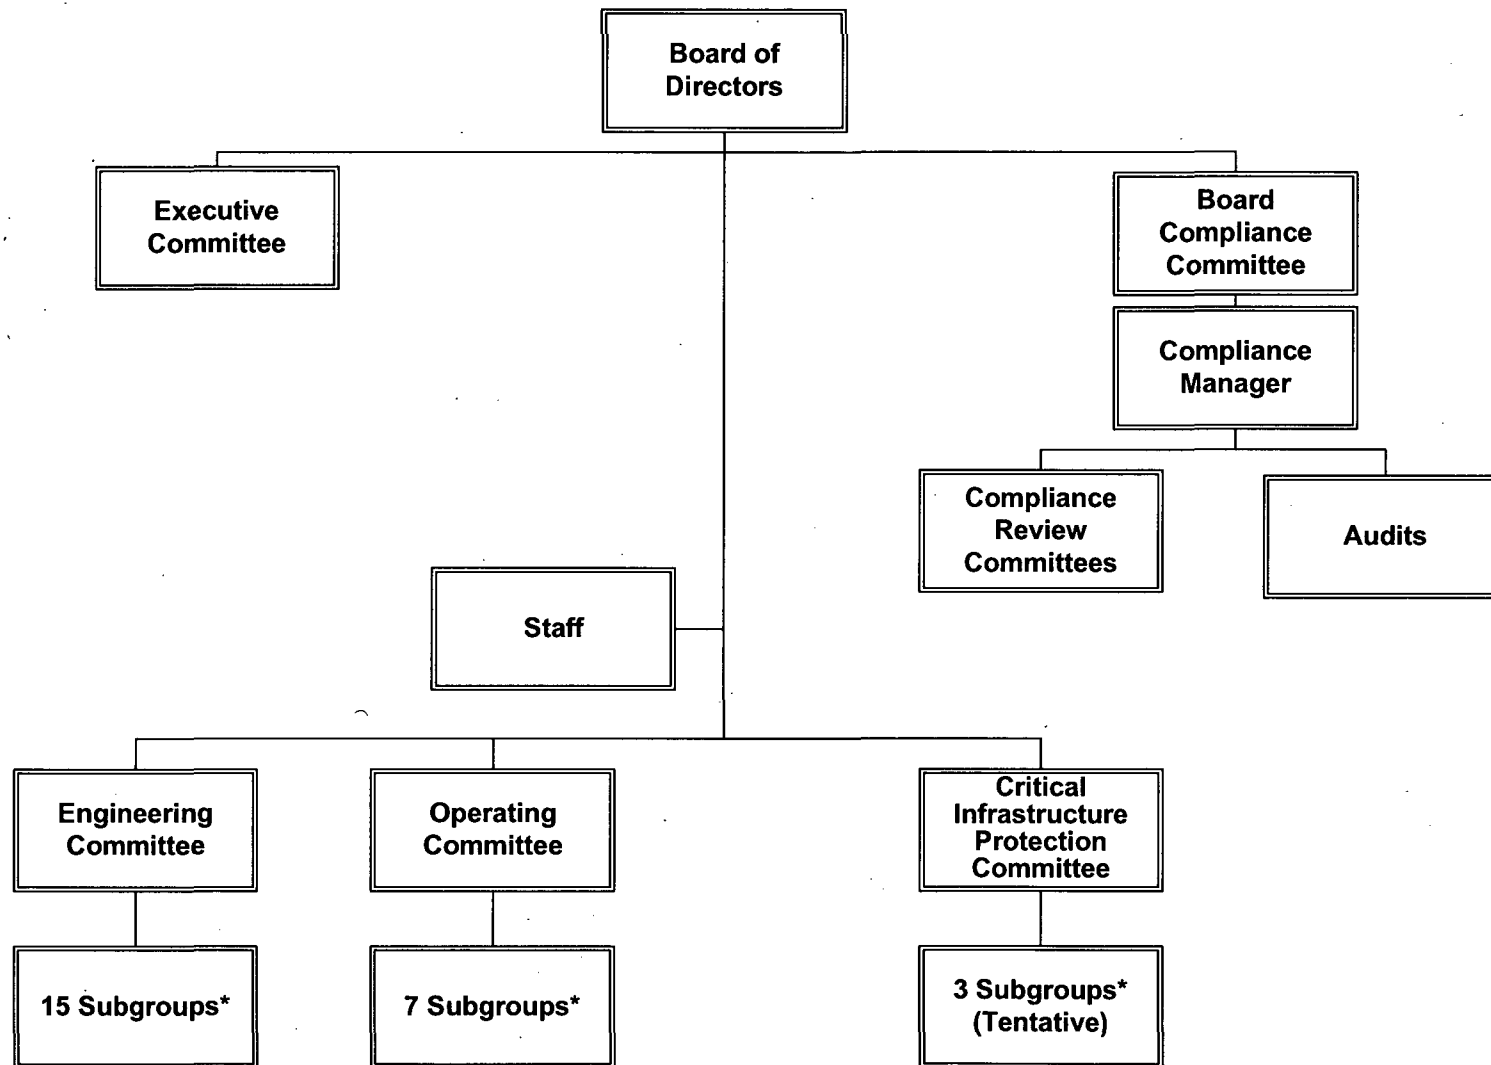 Board of
Directors
Executive
Committee
Board
Compliance
Committee
Compliance
Manager
Compliance
Review
Committees
Audits
Staff
Engineering
Committee
Operating
Committee
Critical
Infrastructure
Protection
Committee
15 Subgroups*
7 Subgroups*
3 Subgroups*
(Tentative)